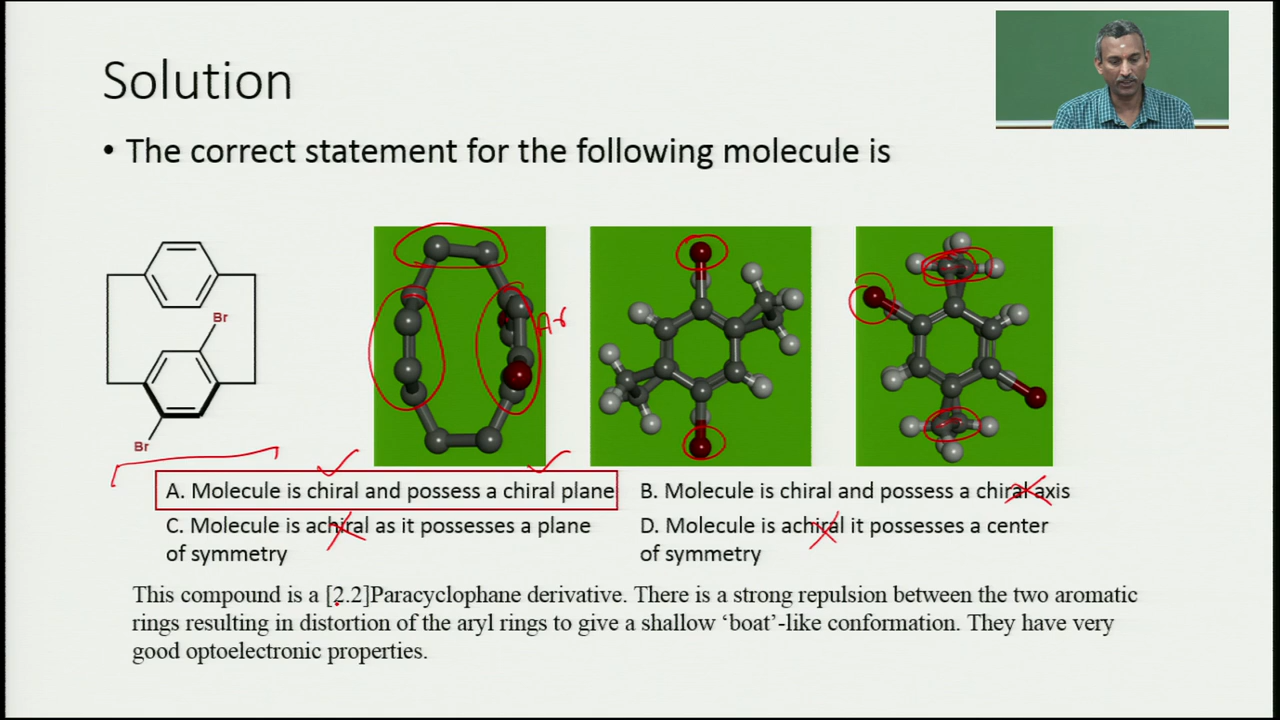 Solution
• The correct statement for the following molecule is
Br
Br
Ar
A. Molecule is chiral and possess a chiral plane
B. Molecule is chiral and possess a chiral axis
C. Molecule is achiral as it possesses a plane
of symmetry
D. Molecule is achiral it possesses a center
of symmetry
This compound is a [2.2]Paracyclophane derivative. There is a strong repulsion between the two aromatic
rings resulting in distortion of the aryl rings to give a shallow ‘boat’-like conformation. They have very
good optoelectronic properties.